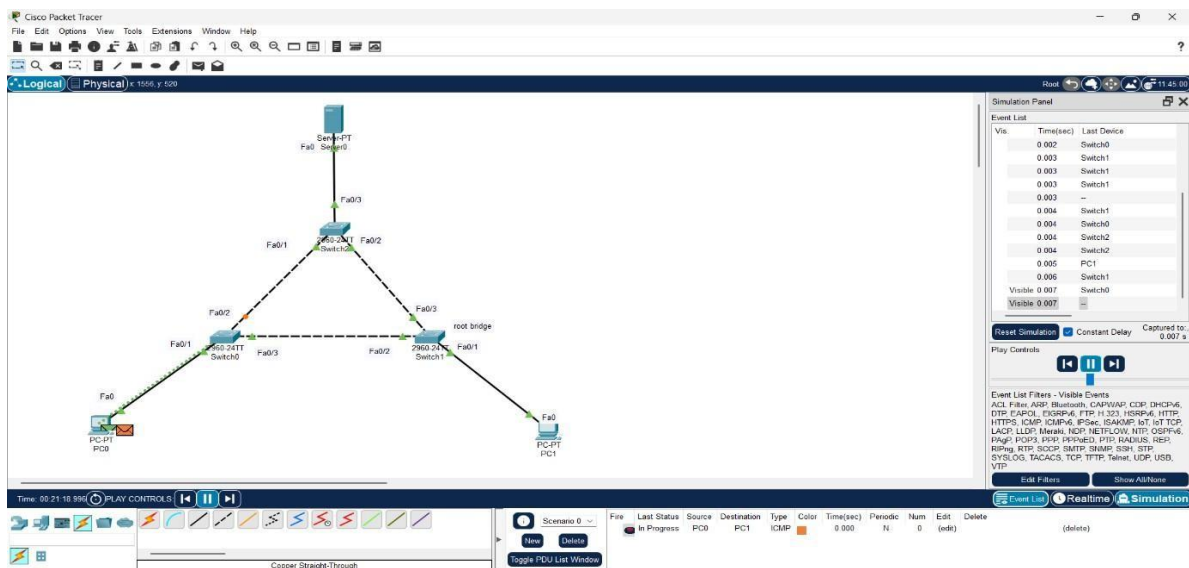 Cisco Packet Tracer
File Edit Options View Tools Extensions Window Help
?
Logical Physical x: 1556, y: 520
Root 11:45:00
Server-PT
Fa0 Server0
Fa0/3
2960-24TT
Fa0/1 Fa0/2
Fa0/2
Fa0/3
root bridge
Fa0/1
2960-24TT
Switch0
Fa0/3
Fa0/2
2960-24TT
Switch1
Fa0/1
Fa0
PC-PT
PC0
Fa0
PC-PT
PC1
Simulation Panel
Event List
Vis. Time(sec) Last Device
0.002 Switch0
0.003 Switch1
0.003 Switch1
0.003 Switch1
0.003 --
0.004 Switch1
0.004 Switch0
0.004 Switch2
0.004 Switch2
0.005 PC1
0.006 Switch1
Visible 0.007 Switch0
Visible 0.007 --
Reset Simulation Constant Delay Captured to:
0.007 s
Play Controls
Event List Filters - Visible Events
ACL Filter, ARP, Bluetooth, CAPWAP, CDP, DHCPv6,
DTP, EAPOL, EIGRPv6, FTP, H.323, HSRPv6, HTTP,
HTTPS, ICMP, ICMPv6, IPSec, ISAKMP, IoT, IoT TCP,
LACP, LLDP, Meraki, NDP, NETFLOW, NTP, OSPFv6,
PAgP, POP3, PPP, PPPoED, PTP, RADIUS, REP,
RIPng, RTP, SCCP, SMTP, SNMP, SSH, STP,
SYSLOG, TACACS, TCP, TFTP, Telnet, UDP, USB,
VTP
Edit Filters Show All/None
Time: 00:21:18.996 PLAY CONTROLS:
Event List Realtime Simulation
Scenario 0
New Delete
Toggle PDU List Window
Fire Last Status Source Destination Type Color Time(sec) Periodic Num Edit Delete
In Progress PC0 PC1 ICMP 0.000 N 0 (edit) (delete)
Copper Straight-Through